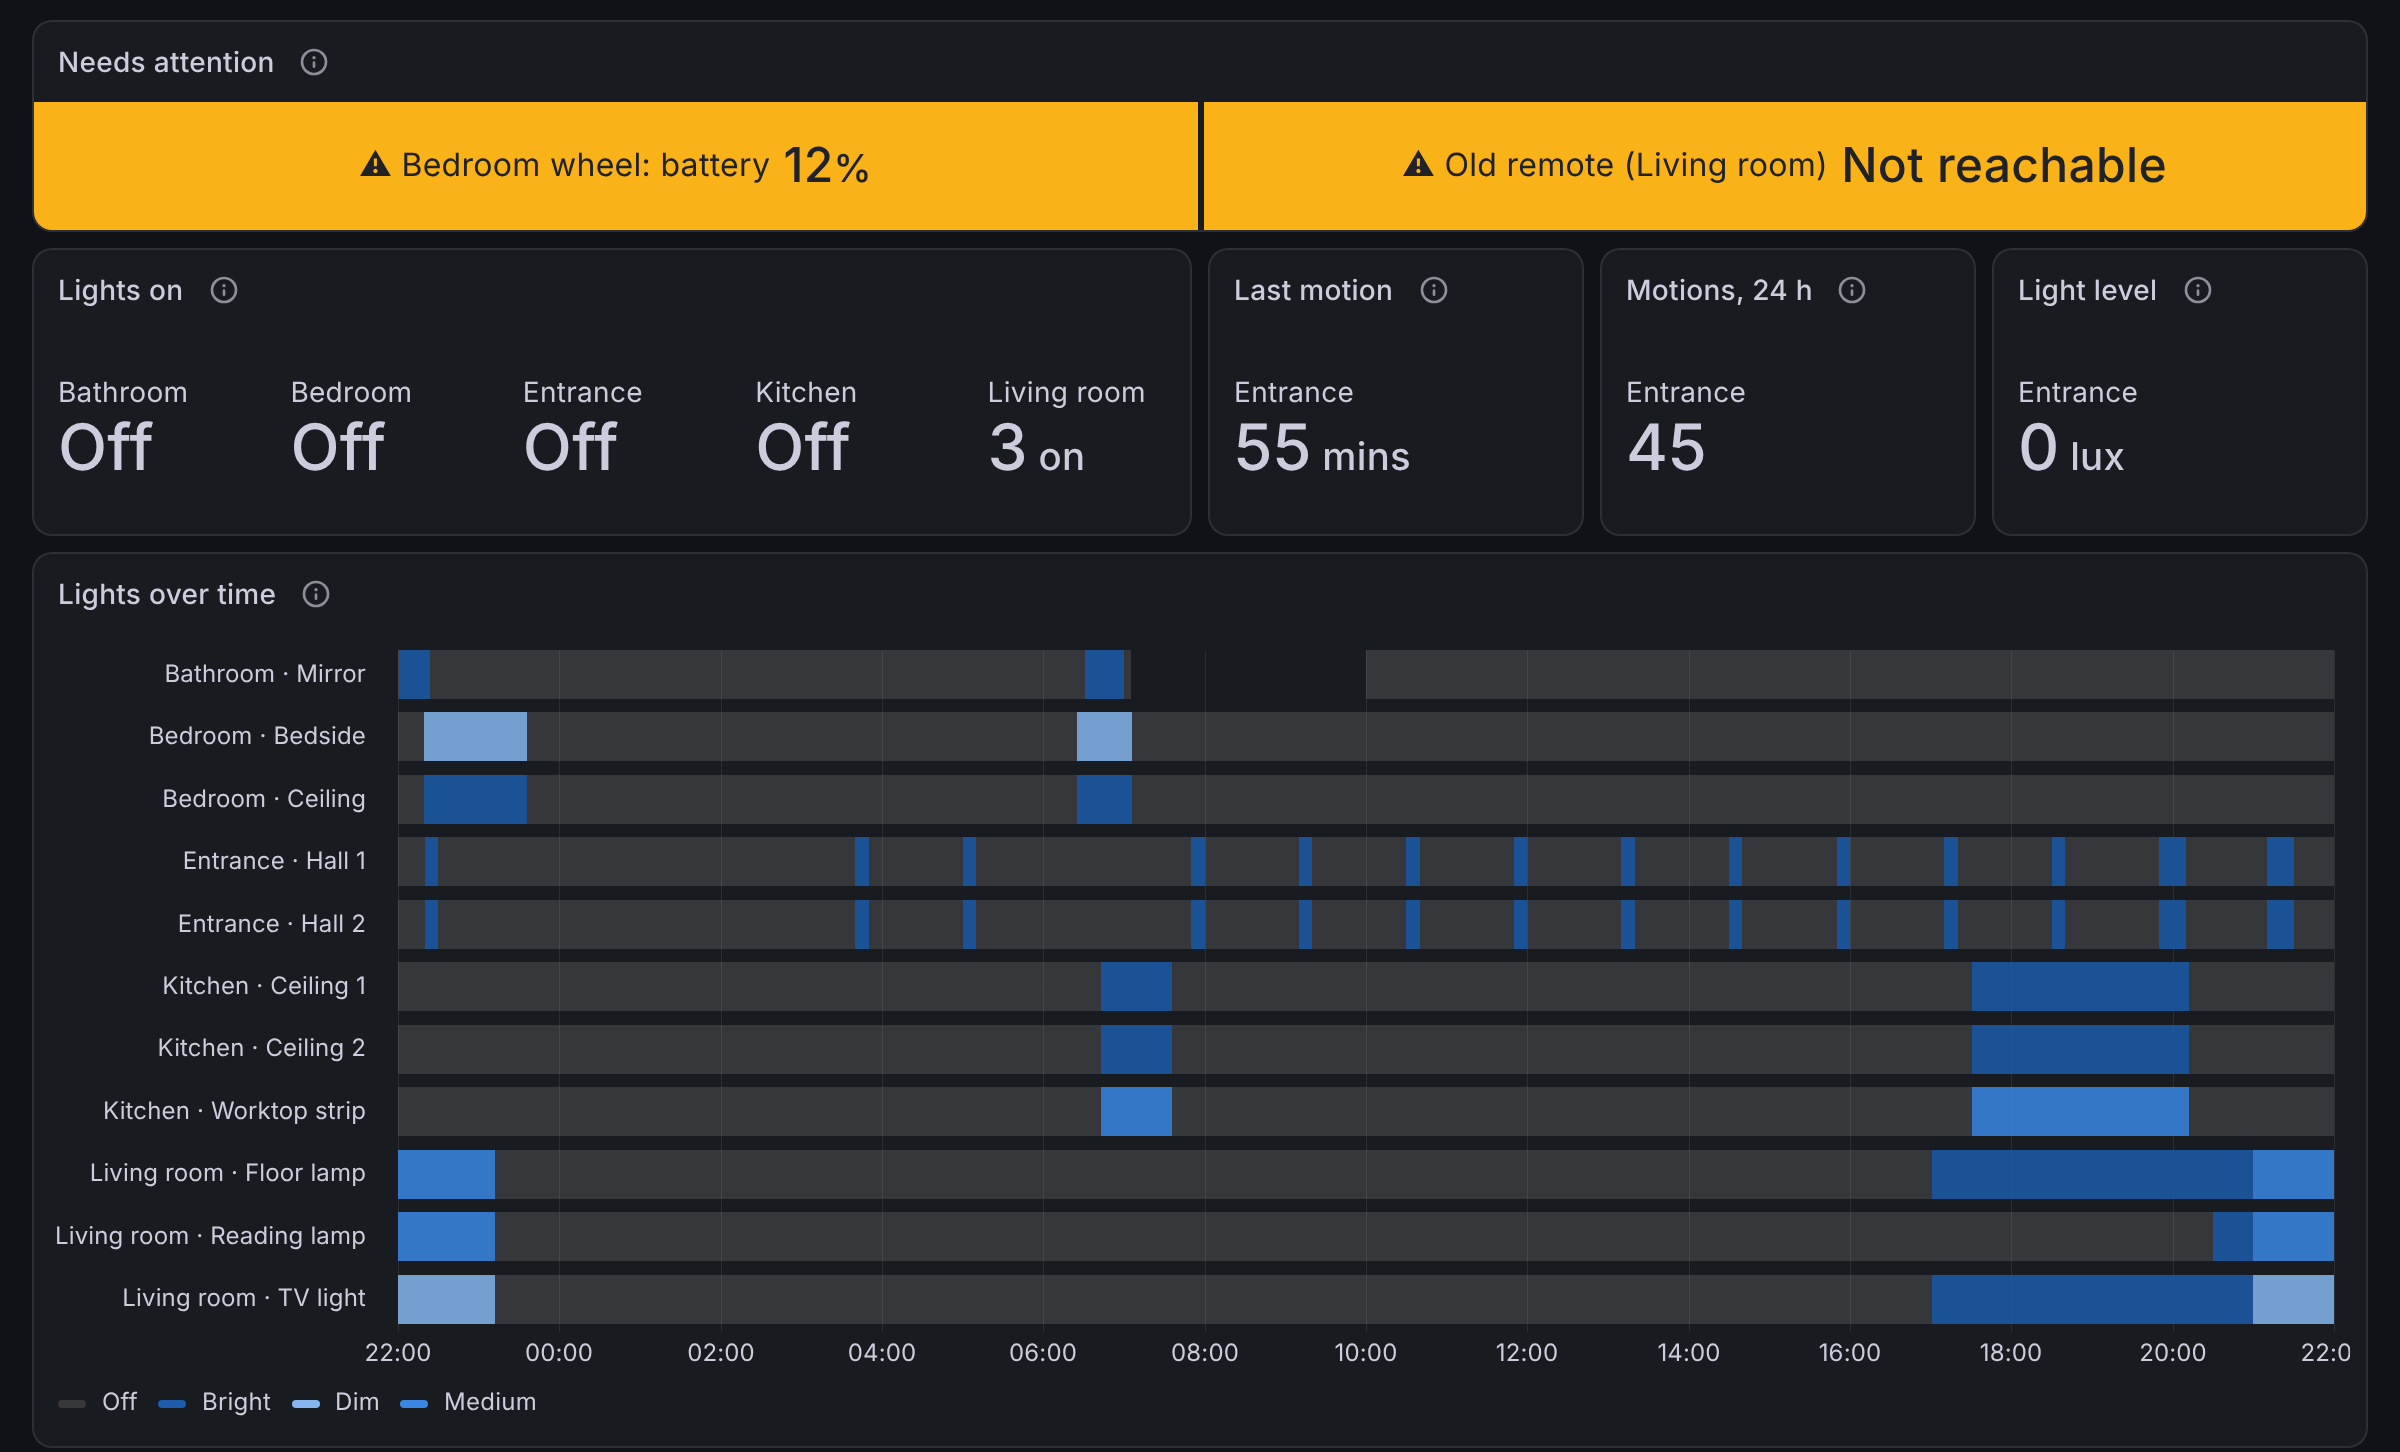 Needs attention
Bedroom wheel: battery 12%
Old remote (Living room) Not reachable
Lights on
Bathroom
Off
Bedroom
Off
Entrance
Off
Kitchen
Off
Living room
3 on
Last motion
Entrance
55 mins
Motions, 24 h
Entrance
45
Light level
Entrance
0 lux
Lights over time
Bathroom · Mirror
Bedroom · Bedside
Bedroom · Ceiling
Entrance · Hall 1
Entrance · Hall 2
Kitchen · Ceiling 1
Kitchen · Ceiling 2
Kitchen · Worktop strip
Living room · Floor lamp
Living room · Reading lamp
Living room · TV light
22:00 00:00 02:00 04:00 06:00 08:00 10:00 12:00 14:00 16:00 18:00 20:00 22:0
Off Bright Dim Medium